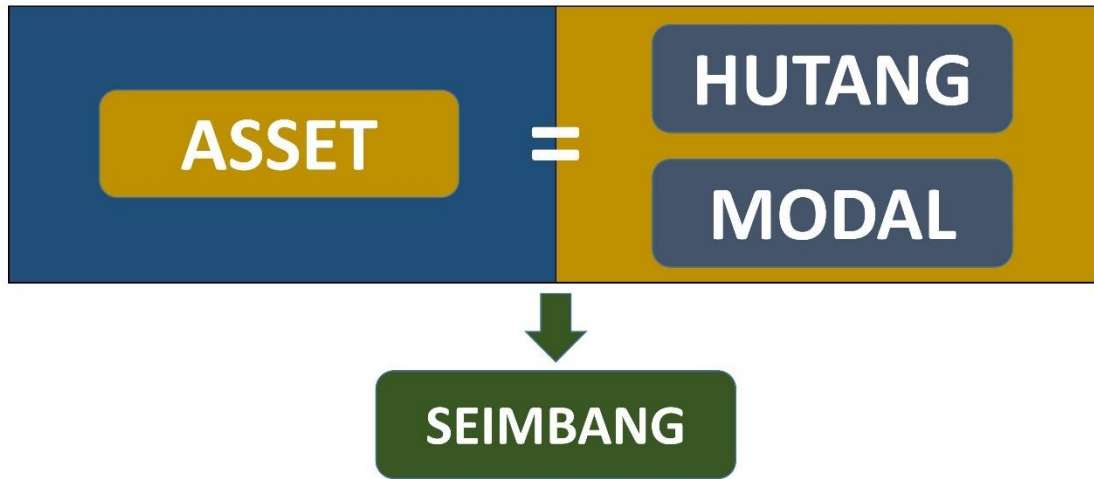 ASSET
=
HUTANG
MODAL
SEIMBANG